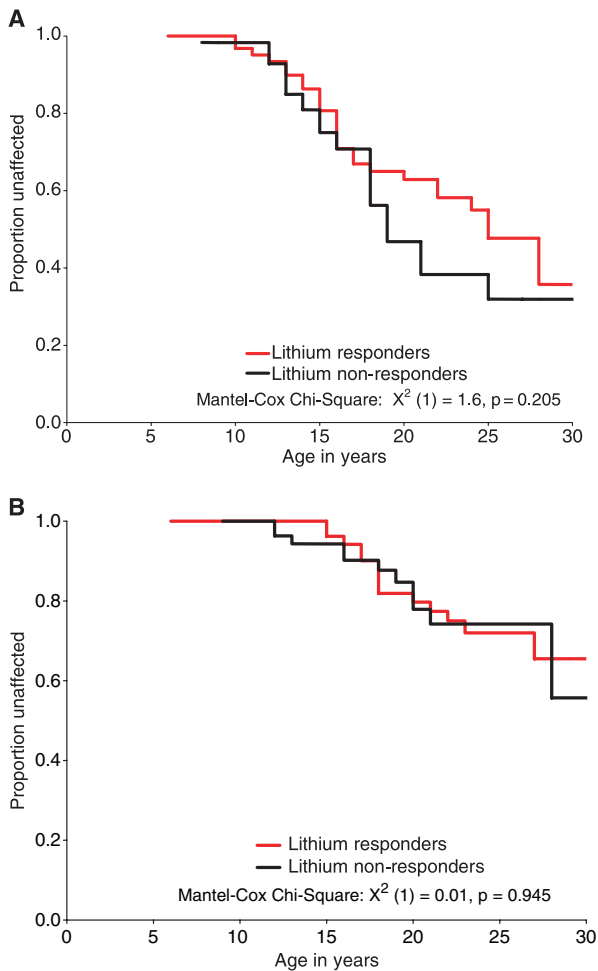 A
1.0
0.8
0.6
0.4
0.2
0.0
Proportion unaffected
Lithium responders
Lithium non-responders
Mantel-Cox Chi-Square: X² (1) = 1.6, p = 0.205
0 5 10 15 20 25 30
Age in years
B
1.0
0.8
0.6
0.4
0.2
0.0
Proportion unaffected
Lithium responders
Lithium non-responders
Mantel-Cox Chi-Square: X² (1) = 0.01, p = 0.945
0 5 10 15 20 25 30
Age in years